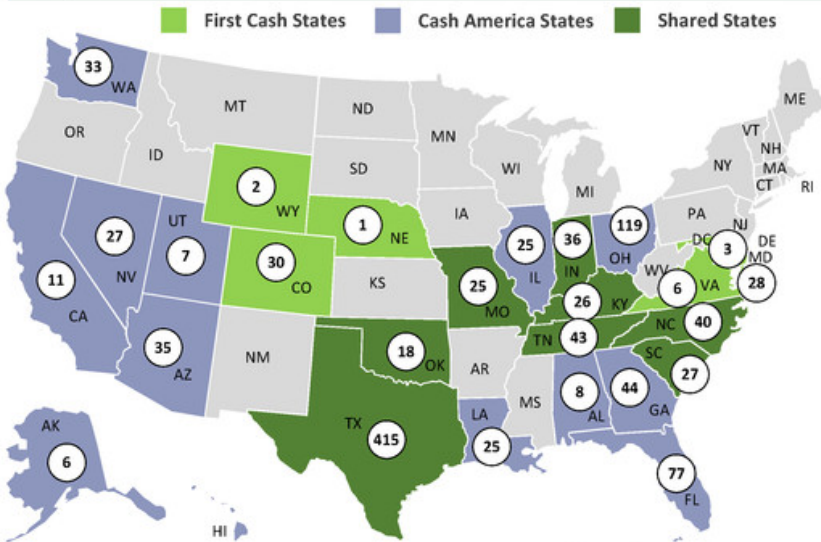 First Cash States
Cash America States
Shared States
33
WA
MT
ND
MN
ME
OR
ID
SD
WI
MI
VT
NH
NY
MA
CT
RI
2
WY
IA
PA
NJ
1
NE
UT
27
NV
7
30
CO
KS
25
IL
36
IN
119
OH
DC
3
DE
MD
28
WV
6
VA
11
CA
25
MO
26
KY
35
AZ
NM
18
OK
AR
TN
43
NC
40
SC
27
TX
415
MS
8
AL
44
GA
LA
25
AK
6
77
FL
HI